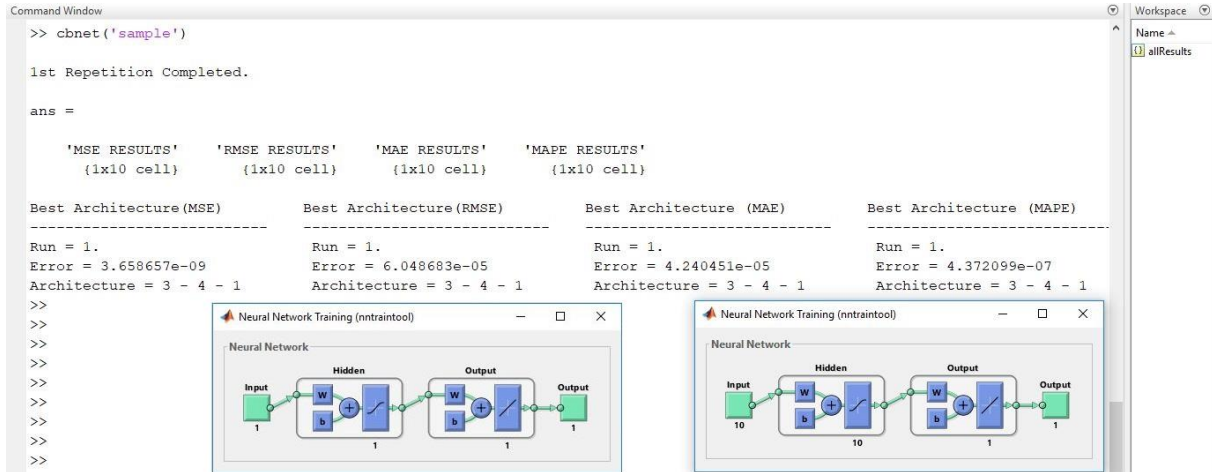 Command Window
Workspace
Name
allResults
>> cbnet('sample')
1st Repetition Completed.
ans =
'MSE RESULTS' 'RMSE RESULTS' 'MAE RESULTS' 'MAPE RESULTS'
{1x10 cell} {1x10 cell} {1x10 cell} {1x10 cell}
Best Architecture(MSE) Best Architecture(RMSE) Best Architecture (MAE) Best Architecture (MAPE)
--------------------------- ---------------------------- ---------------------------- ----------------------------
Run = 1. Run = 1. Run = 1. Run = 1.
Error = 3.658657e-09 Error = 6.048683e-05 Error = 4.240451e-05 Error = 4.372099e-07
Architecture = 3 - 4 - 1 Architecture = 3 - 4 - 1 Architecture = 3 - 4 - 1 Architecture = 3 - 4 - 1
>>
>>
>>
>>
>>
>>
>>
>>
>>
Neural Network Training (nntraintool)
Neural Network
Hidden Output
Input Output
W W
b b
1 1 1 1
Neural Network Training (nntraintool)
Neural Network
Hidden Output
Input Output
W W
b b
10 10 1 1